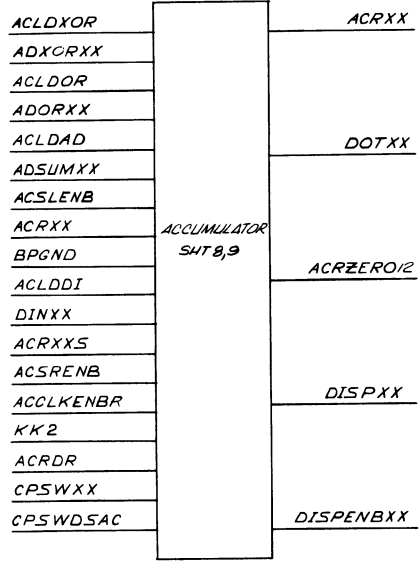 ACLDXOR
ADXORXX
ACLDOR
ADORXX
ACLDAD
ADSUMXX
ACSLENB
ACRXX
BPGND
ACLDDI
DINXX
ACRXXS
ACSRENB
ACCLKENBR
KK2
ACRDR
CPSWXX
CPSWDSAC
ACCUMULATOR
SHT 8,9
ACRXX
DOTXX
ACRZERO12
DISPXX
DISPENBXX